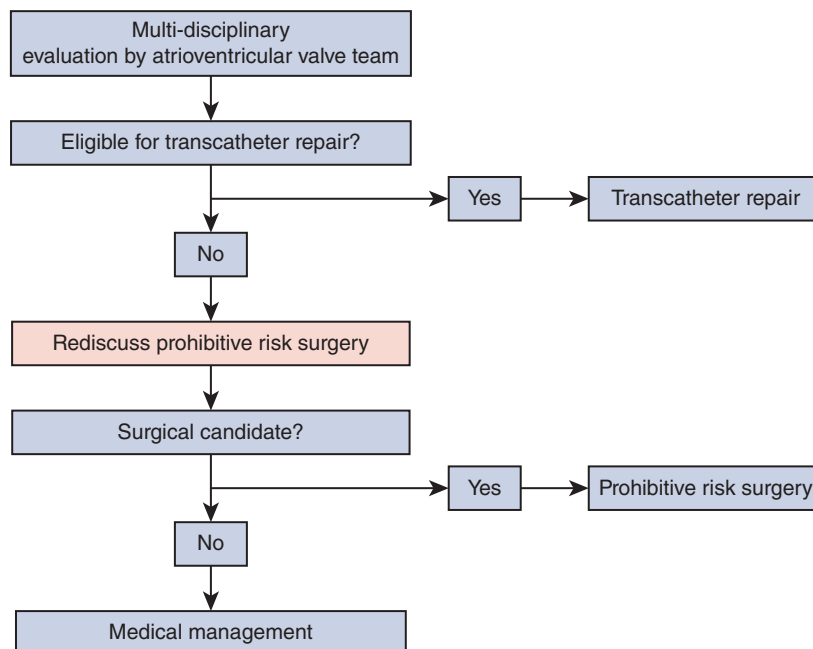 Multi-disciplinary
evaluation by atrioventricular valve team
Eligible for transcatheter repair?
Yes
Transcatheter repair
No
Rediscuss prohibitive risk surgery
Surgical candidate?
Yes
Prohibitive risk surgery
No
Medical management